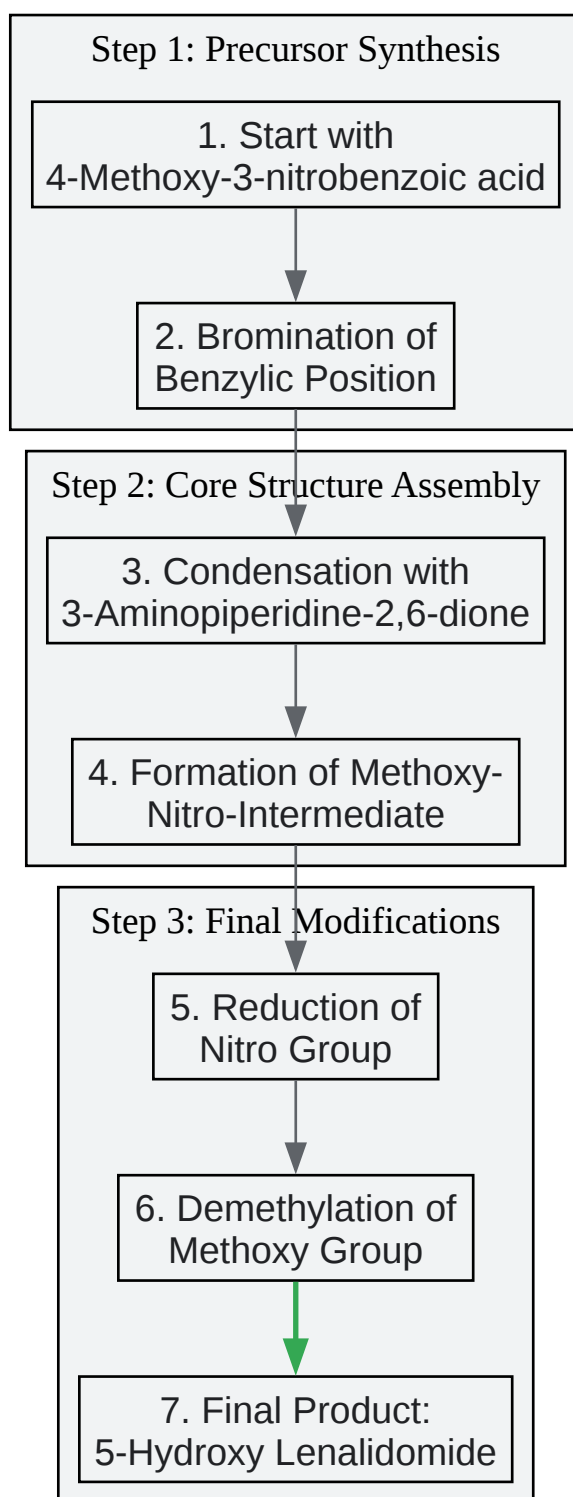 Step 1: Precursor Synthesis
1. Start with
4-Methoxy-3-nitrobenzoic acid
2. Bromination of
Benzylic Position
Step 2: Core Structure Assembly
3. Condensation with
3-Aminopiperidine-2,6-dione
4. Formation of Methoxy-
Nitro-Intermediate
Step 3: Final Modifications
5. Reduction of
Nitro Group
6. Demethylation of
Methoxy Group
7. Final Product:
5-Hydroxy Lenalidomide